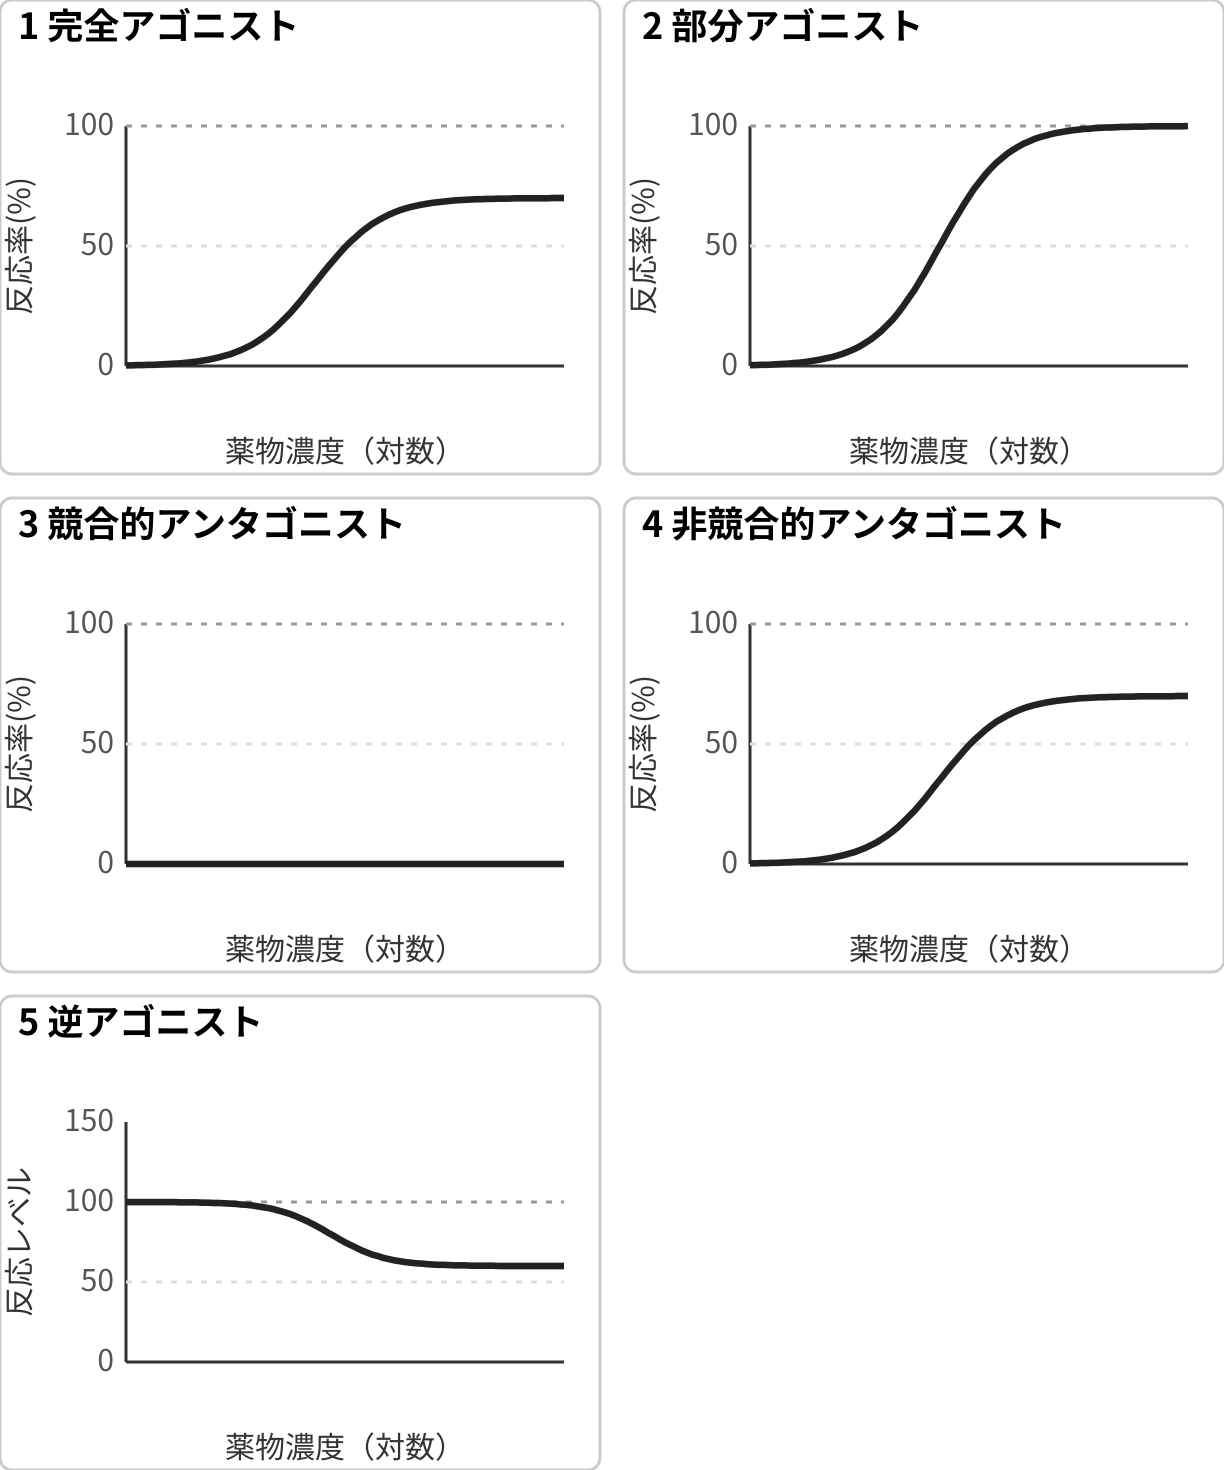 1 完全アゴニスト
100
50
0
反応率(%)
薬物濃度（対数）
2 部分アゴニスト
100
50
0
反応率(%)
薬物濃度（対数）
3 競合的アンタゴニスト
100
50
0
反応率(%)
薬物濃度（対数）
4 非競合的アンタゴニスト
100
50
0
反応率(%)
薬物濃度（対数）
5 逆アゴニスト
150
100
50
0
反応レベル
薬物濃度（対数）